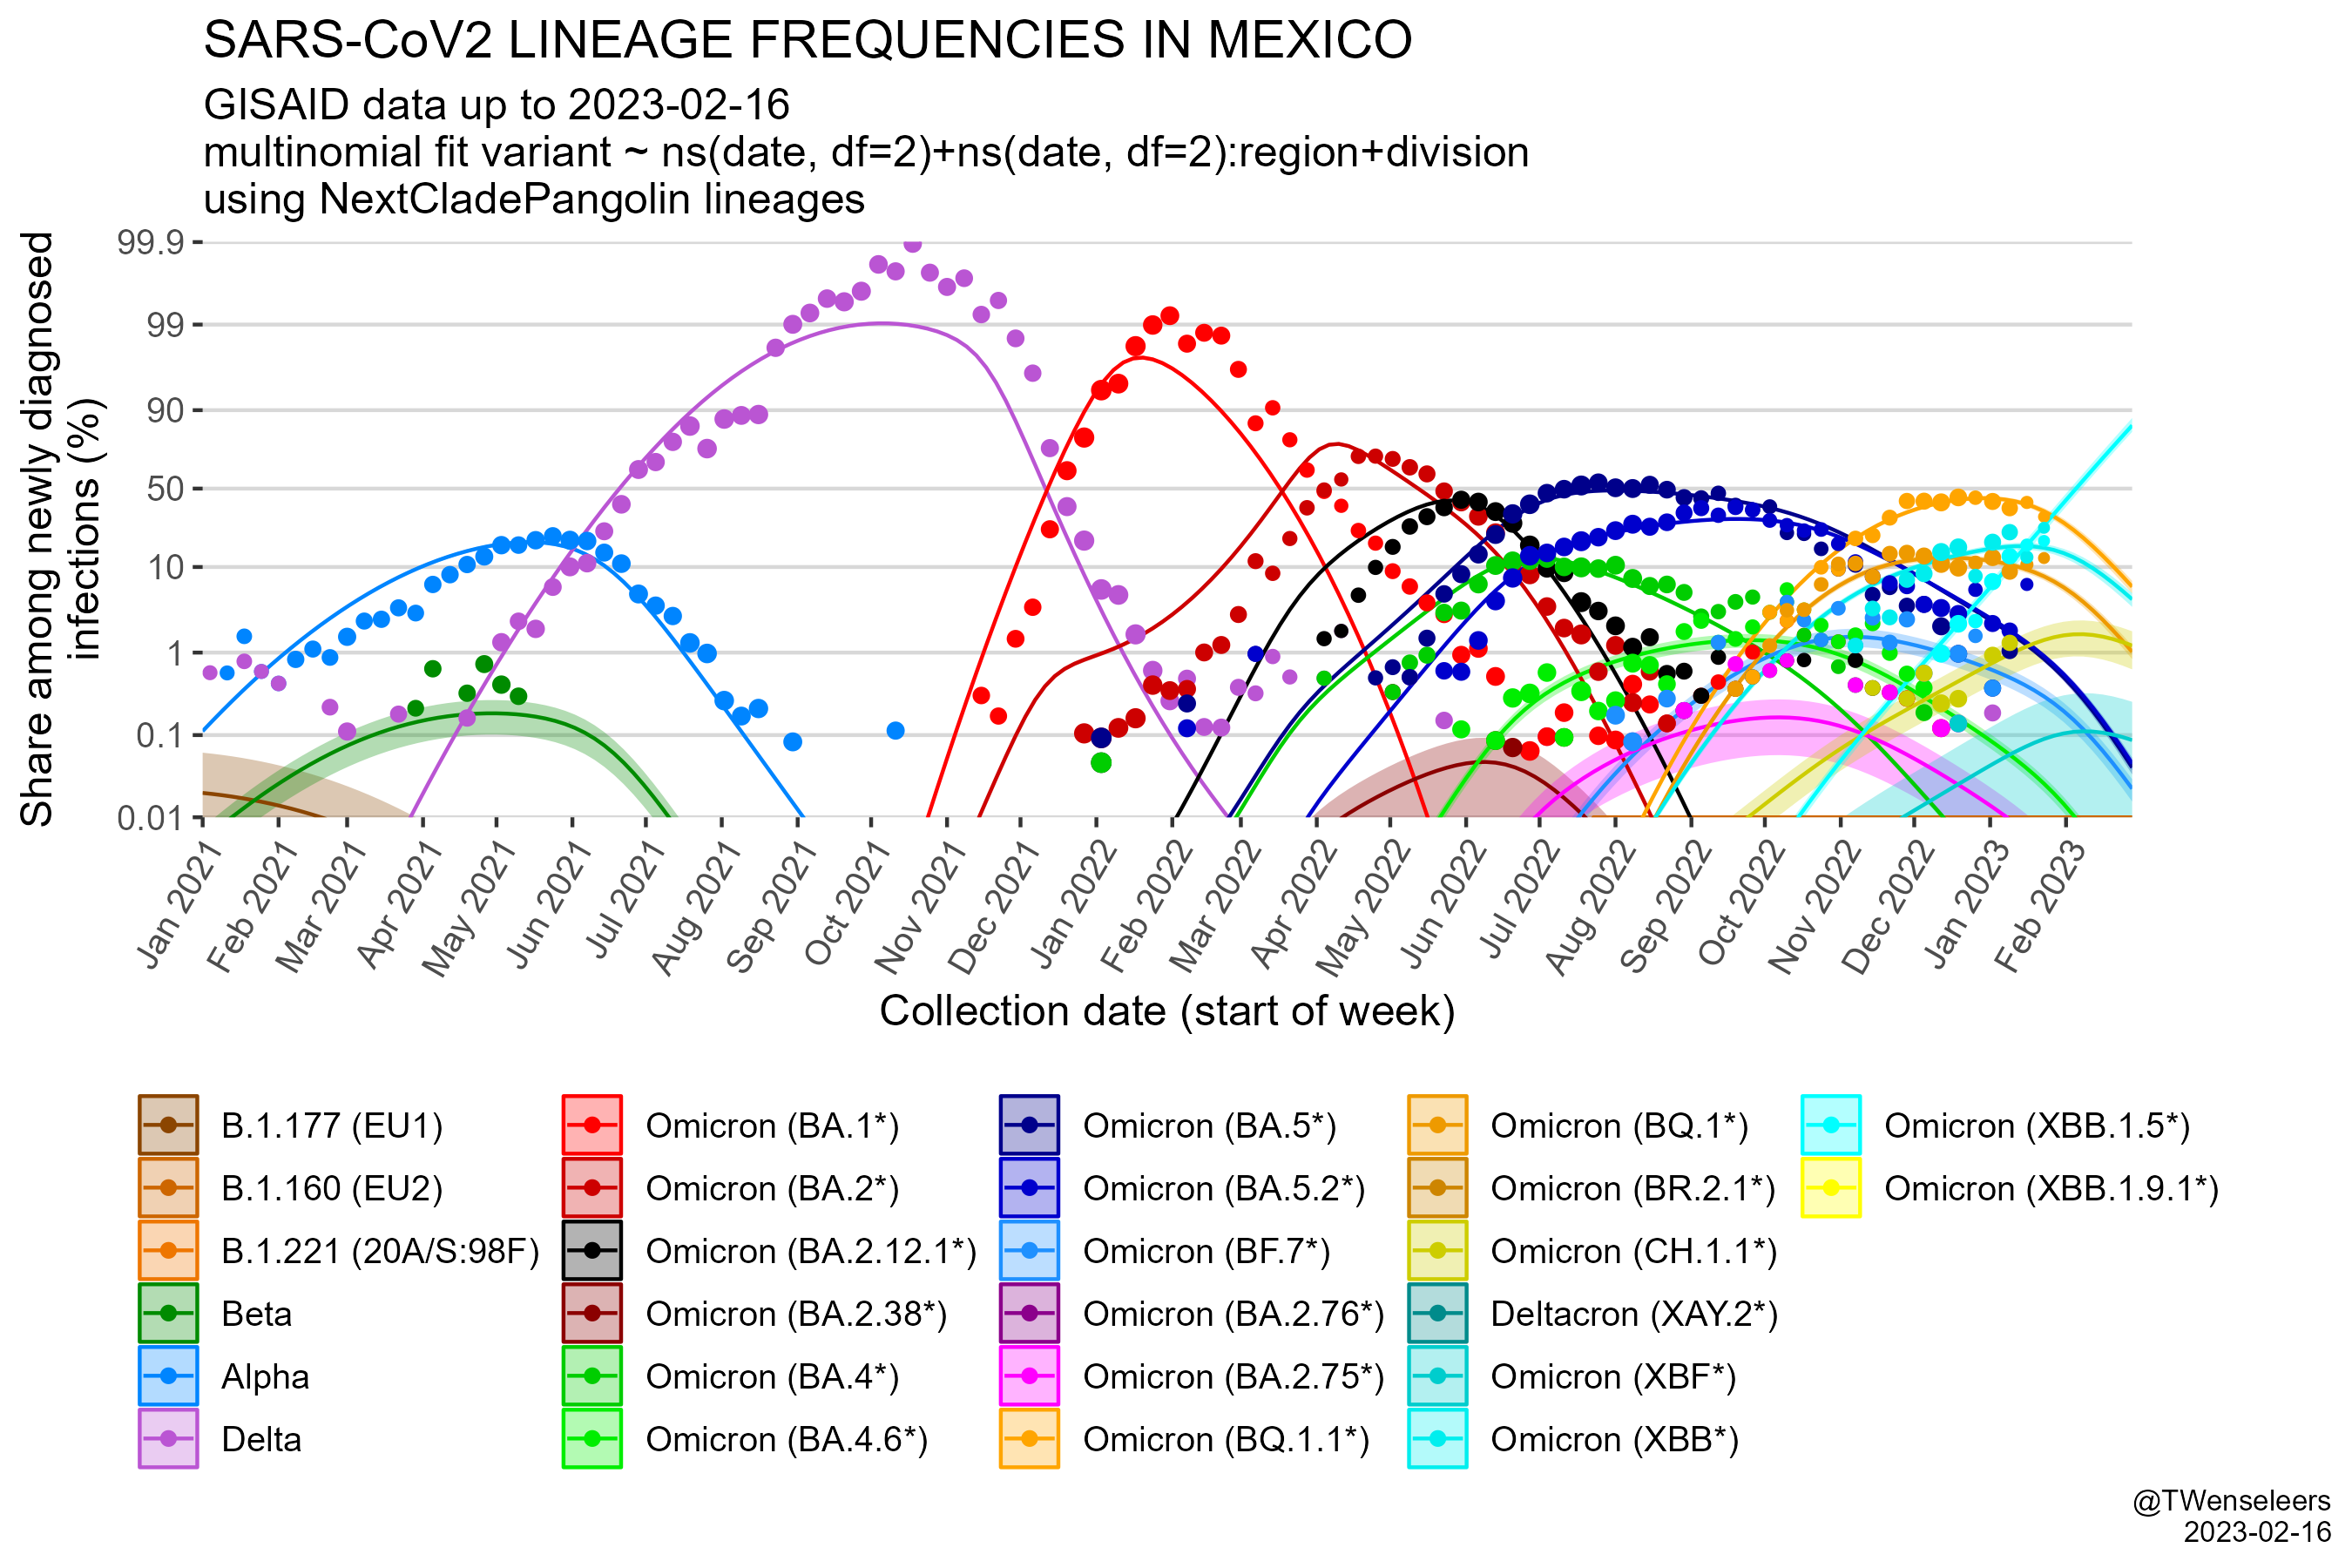 SARS-CoV2 LINEAGE FREQUENCIES IN MEXICO
GISAID data up to 2023-02-16
multinomial fit variant ~ ns(date, df=2)+ns(date, df=2):region+division
using NextCladePangolin lineages
Share among newly diagnosed
infections (%)
99.9
99
90
50
10
1
0.1
0.01
Jan 2021
Feb 2021
Mar 2021
Apr 2021
May 2021
Jun 2021
Jul 2021
Aug 2021
Sep 2021
Oct 2021
Nov 2021
Dec 2021
Jan 2022
Feb 2022
Mar 2022
Apr 2022
May 2022
Jun 2022
Jul 2022
Aug 2022
Sep 2022
Oct 2022
Nov 2022
Dec 2022
Jan 2023
Feb 2023
Collection date (start of week)
B.1.177 (EU1)
B.1.160 (EU2)
B.1.221 (20A/S:98F)
Beta
Alpha
Delta
Omicron (BA.1*)
Omicron (BA.2*)
Omicron (BA.2.12.1*)
Omicron (BA.2.38*)
Omicron (BA.4*)
Omicron (BA.4.6*)
Omicron (BA.5*)
Omicron (BA.5.2*)
Omicron (BF.7*)
Omicron (BA.2.76*)
Omicron (BA.2.75*)
Omicron (BQ.1.1*)
Omicron (BQ.1*)
Omicron (BR.2.1*)
Omicron (CH.1.1*)
Deltacron (XAY.2*)
Omicron (XBF*)
Omicron (XBB*)
Omicron (XBB.1.5*)
Omicron (XBB.1.9.1*)
@TWenseleers
2023-02-16